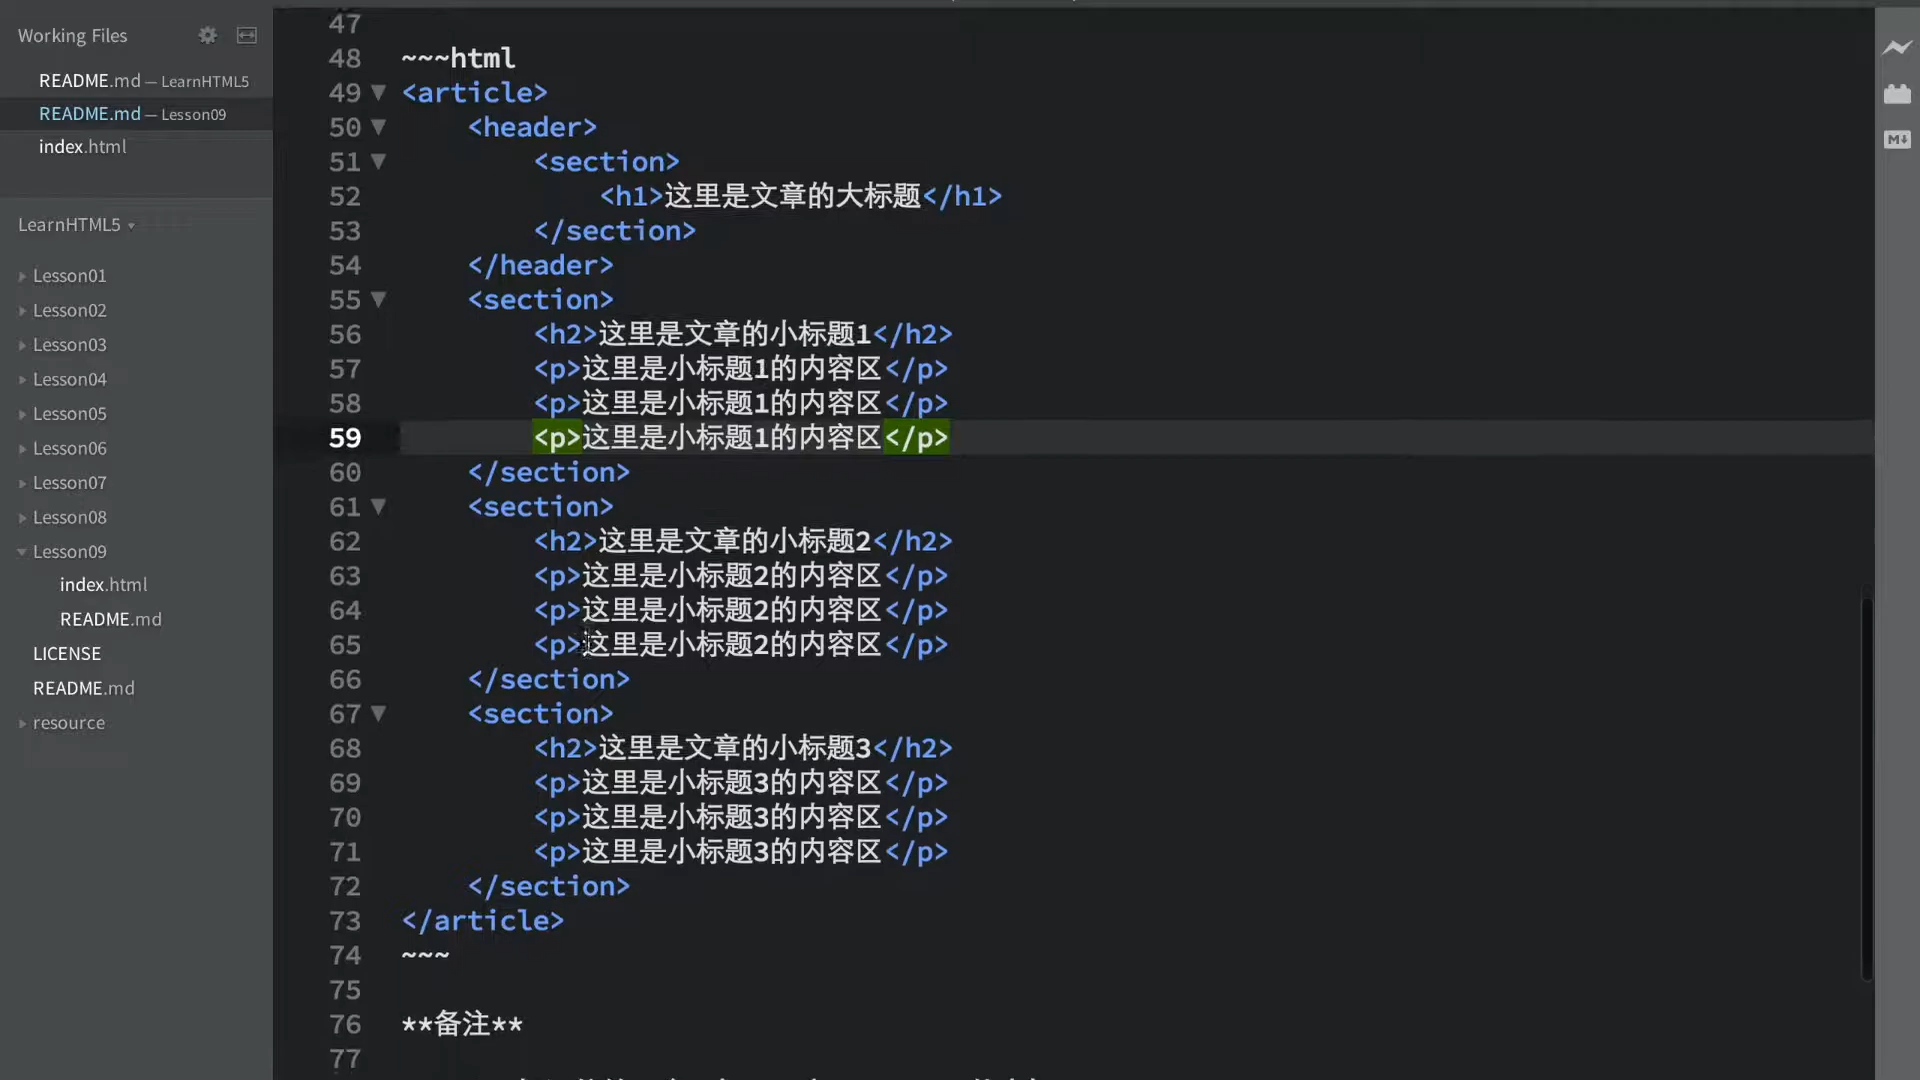 Working Files
README.md — LearnHTML5
README.md — Lesson09
index.html
LearnHTML5
Lesson01
Lesson02
Lesson03
Lesson04
Lesson05
Lesson06
Lesson07
Lesson08
Lesson09
index.html
README.md
LICENSE
README.md
resource
47
48 ~~~html
49 <article>
50 <header>
51 <section>
52 <h1>这里是文章的大标题</h1>
53 </section>
54 </header>
55 <section>
56 <h2>这里是文章的小标题1</h2>
57 <p>这里是小标题1的内容区</p>
58 <p>这里是小标题1的内容区</p>
59 <p>这里是小标题1的内容区</p>
60 </section>
61 <section>
62 <h2>这里是文章的小标题2</h2>
63 <p>这里是小标题2的内容区</p>
64 <p>这里是小标题2的内容区</p>
65 <p>这里是小标题2的内容区</p>
66 </section>
67 <section>
68 <h2>这里是文章的小标题3</h2>
69 <p>这里是小标题3的内容区</p>
70 <p>这里是小标题3的内容区</p>
71 <p>这里是小标题3的内容区</p>
72 </section>
73 </article>
74 ~~~
75
76 **备注**
77
M